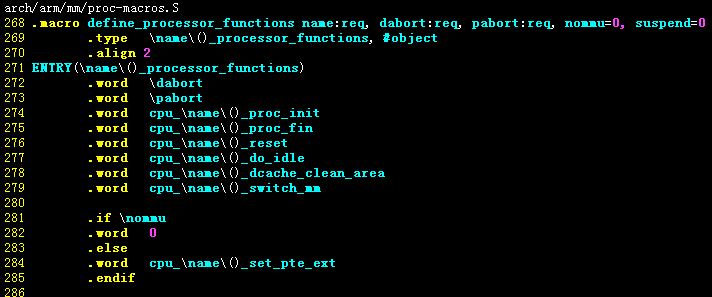 arch/arm/mm/proc-macros.S
268 .macro define_processor_functions name:req, dabort:req, pabort:req, nommu=0, suspend=0
269 .type \name\()_processor_functions, #object
270 .align 2
271 ENTRY(\name\()_processor_functions)
272 .word \dabort
273 .word \pabort
274 .word cpu_\name\()_proc_init
275 .word cpu_\name\()_proc_fin
276 .word cpu_\name\()_reset
277 .word cpu_\name\()_do_idle
278 .word cpu_\name\()_dcache_clean_area
279 .word cpu_\name\()_switch_mm
280
281 .if \nommu
282 .word 0
283 .else
284 .word cpu_\name\()_set_pte_ext
285 .endif
286